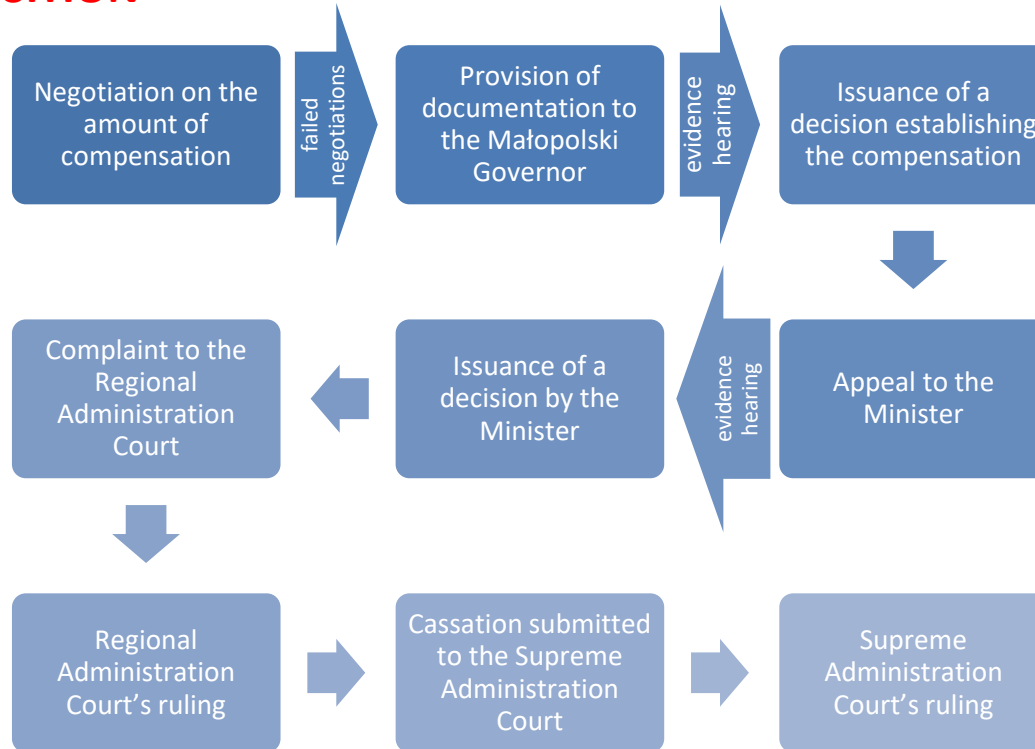 Negotiation on the
amount of
compensation
failed
negotiations
Provision of
documentation to
the Małopolski
Governor
evidence
hearing
Issuance of a
decision establishing
the compensation
Appeal to the
Minister
evidence
hearing
Issuance of a
decision by the
Minister
Complaint to the
Regional
Administration
Court
Regional
Administration
Court’s ruling
Cassation submitted
to the Supreme
Administration
Court
Supreme
Administration
Court’s ruling